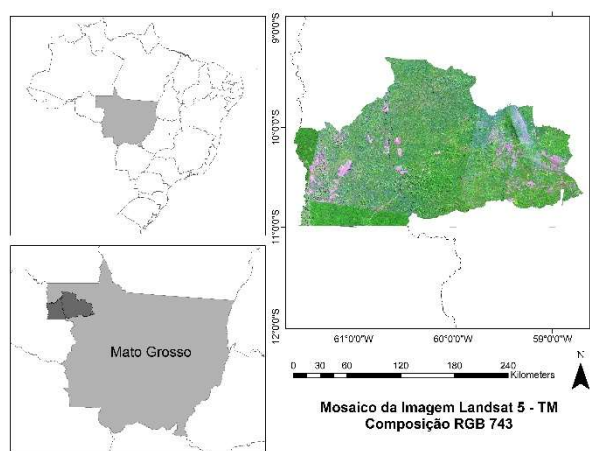 9°0'0"S
10°0'0"S
11°0'0"S
12°0'0"S
Mato Grosso
61°0'0"W
60°0'0"W
59°0'0"W
0 15 30 60 120 180 240
Kilometers
N
Mosaico da Imagem Landsat 5 - TM
Composição RGB 743